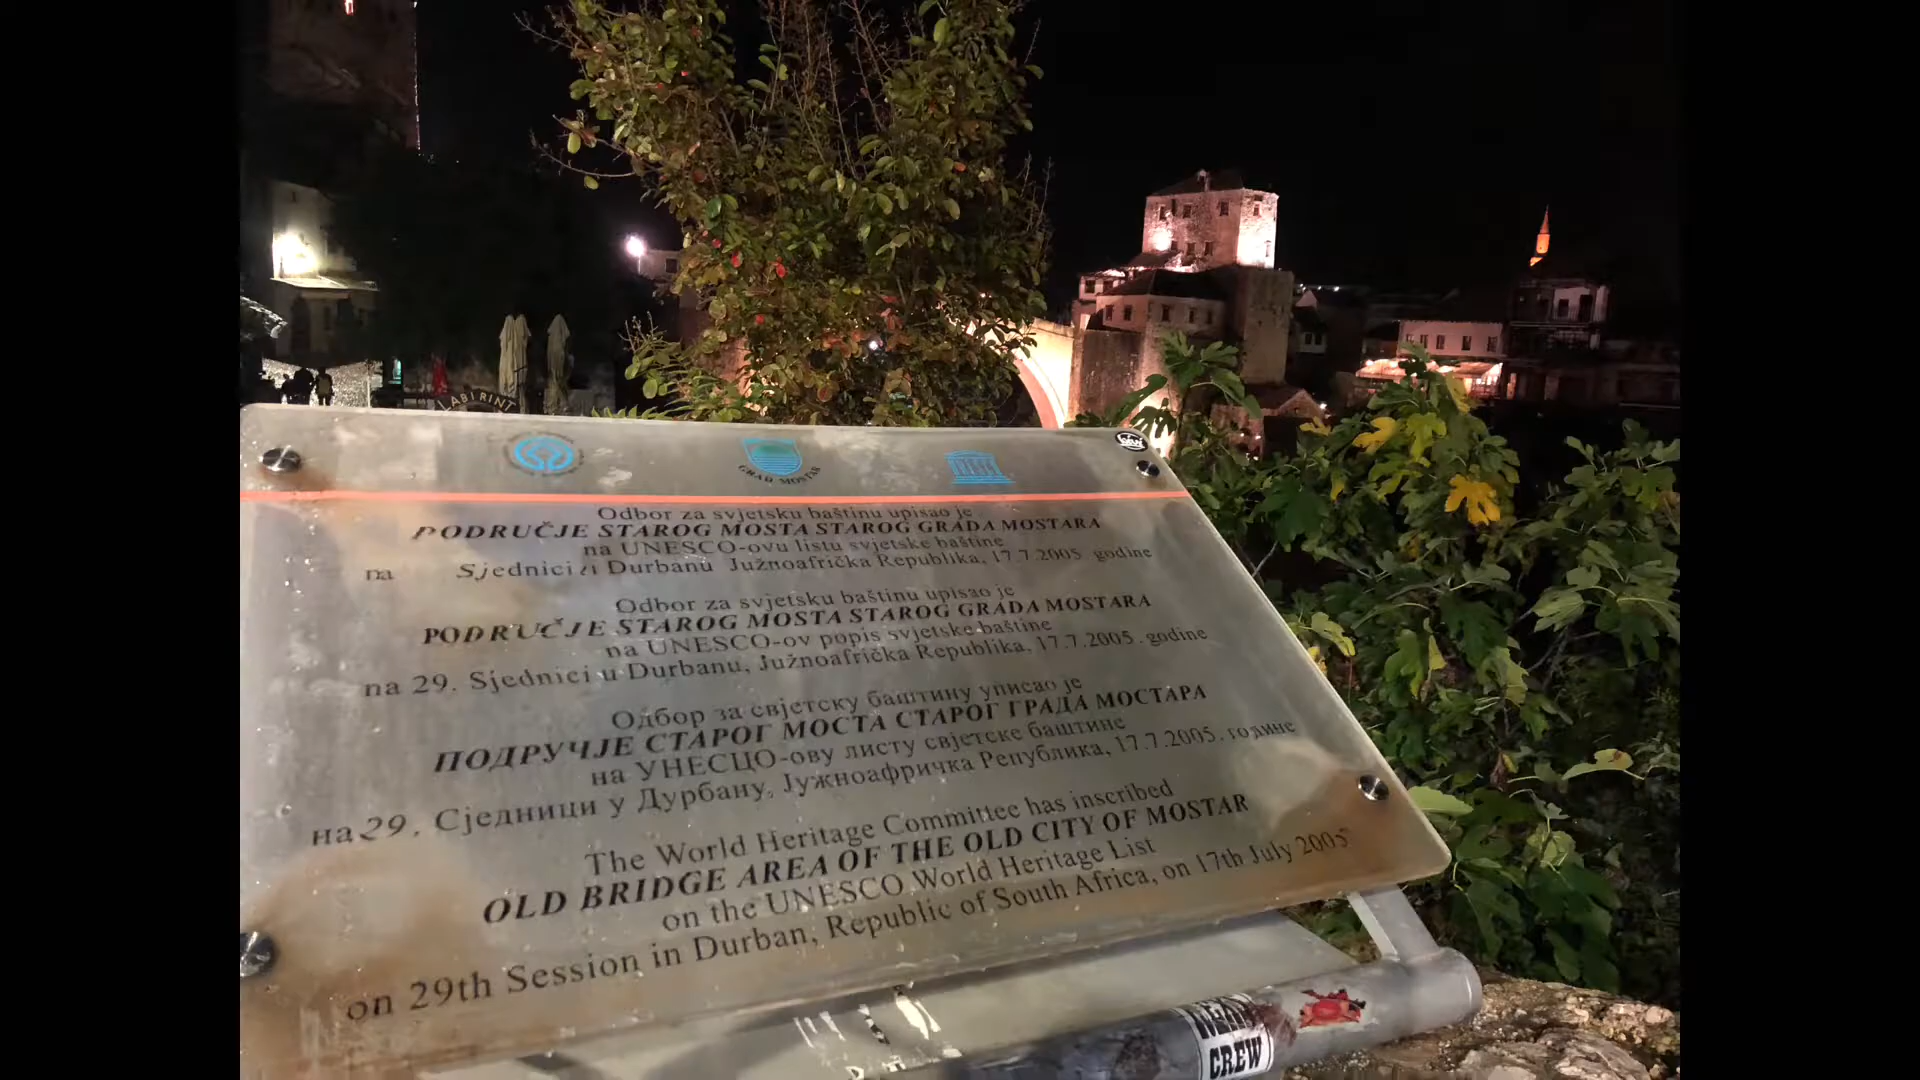 LABIRINT
GRAD MOSTAR
Odbor za svjetsku baštinu upisao je
PODRUČJE STAROG MOSTA STAROG GRADA MOSTARA
na UNESCO-ovu listu svjetske baštine
na Sjednici u Durbanu Južnoafrička Republika, 17.7.2005 godine
Odbor za svjetsku baštinu upisao je
PODRUČJE STAROG MOSTA STAROG GRADA MOSTARA
na UNESCO-ov popis svjetske baštine
na 29. Sjednici u Durbanu, Južnoafrička Republika, 17.7.2005. godine
Одбор за свјетску баштину уписао је
ПОДРУЧЈЕ СТАРОГ МОСТА СТАРОГ ГРАДА МОСТАРА
на УНЕСЦО-ову листу свјетске баштине
на 29. Сједници у Дурбану, Јужноафричка Република, 17.7.2005. године
The World Heritage Committee has inscribed
OLD BRIDGE AREA OF THE OLD CITY OF MOSTAR
on the UNESCO World Heritage List
on 29th Session in Durban, Republic of South Africa, on 17th July 2005
CREW